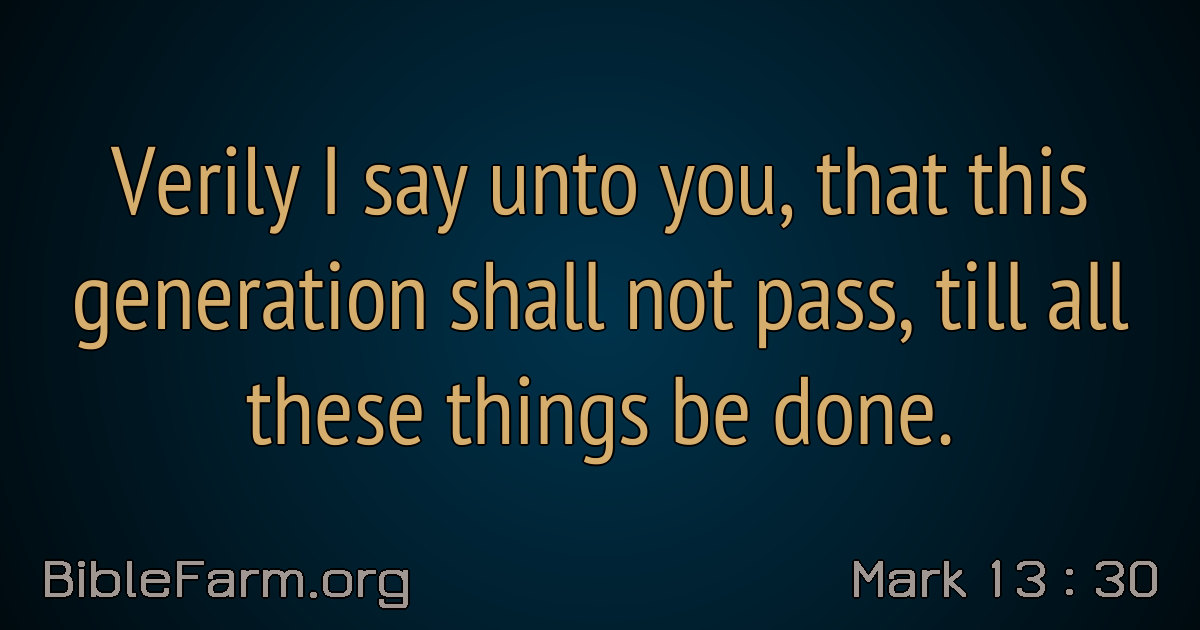 Verily I say unto you, that this
generation shall not pass, till all
these things be done.
BibleFarm.org
Mark 13 : 30